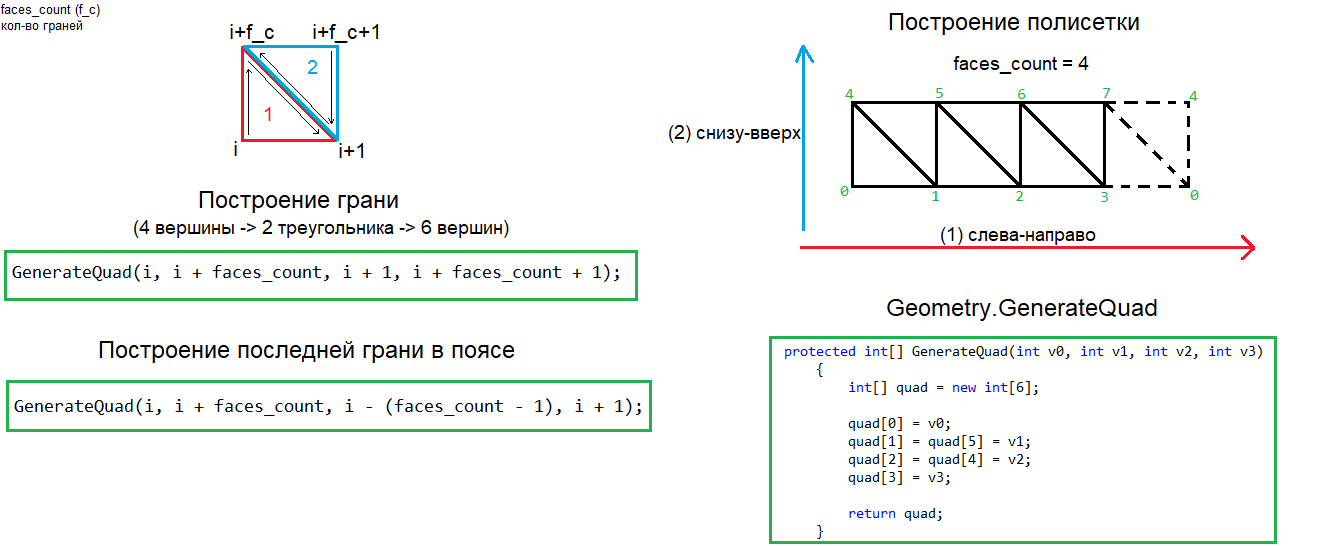 faces_count (f_c)
кол-во граней
i+f_c
i+f_c+1
2
1
i
i+1
Построение грани
(4 вершины -> 2 треугольника -> 6 вершин)
GenerateQuad(i, i + faces_count, i + 1, i + faces_count + 1);
Построение последней грани в поясе
GenerateQuad(i, i + faces_count, i - (faces_count - 1), i + 1);
Построение полисетки
faces_count = 4
4
5
6
7
4
(2) снизу-вверх
0
1
2
3
0
(1) слева-направо
Geometry.GenerateQuad
protected int[] GenerateQuad(int v0, int v1, int v2, int v3)
{
int[] quad = new int[6];
quad[0] = v0;
quad[1] = quad[5] = v1;
quad[2] = quad[4] = v2;
quad[3] = v3;
return quad;
}